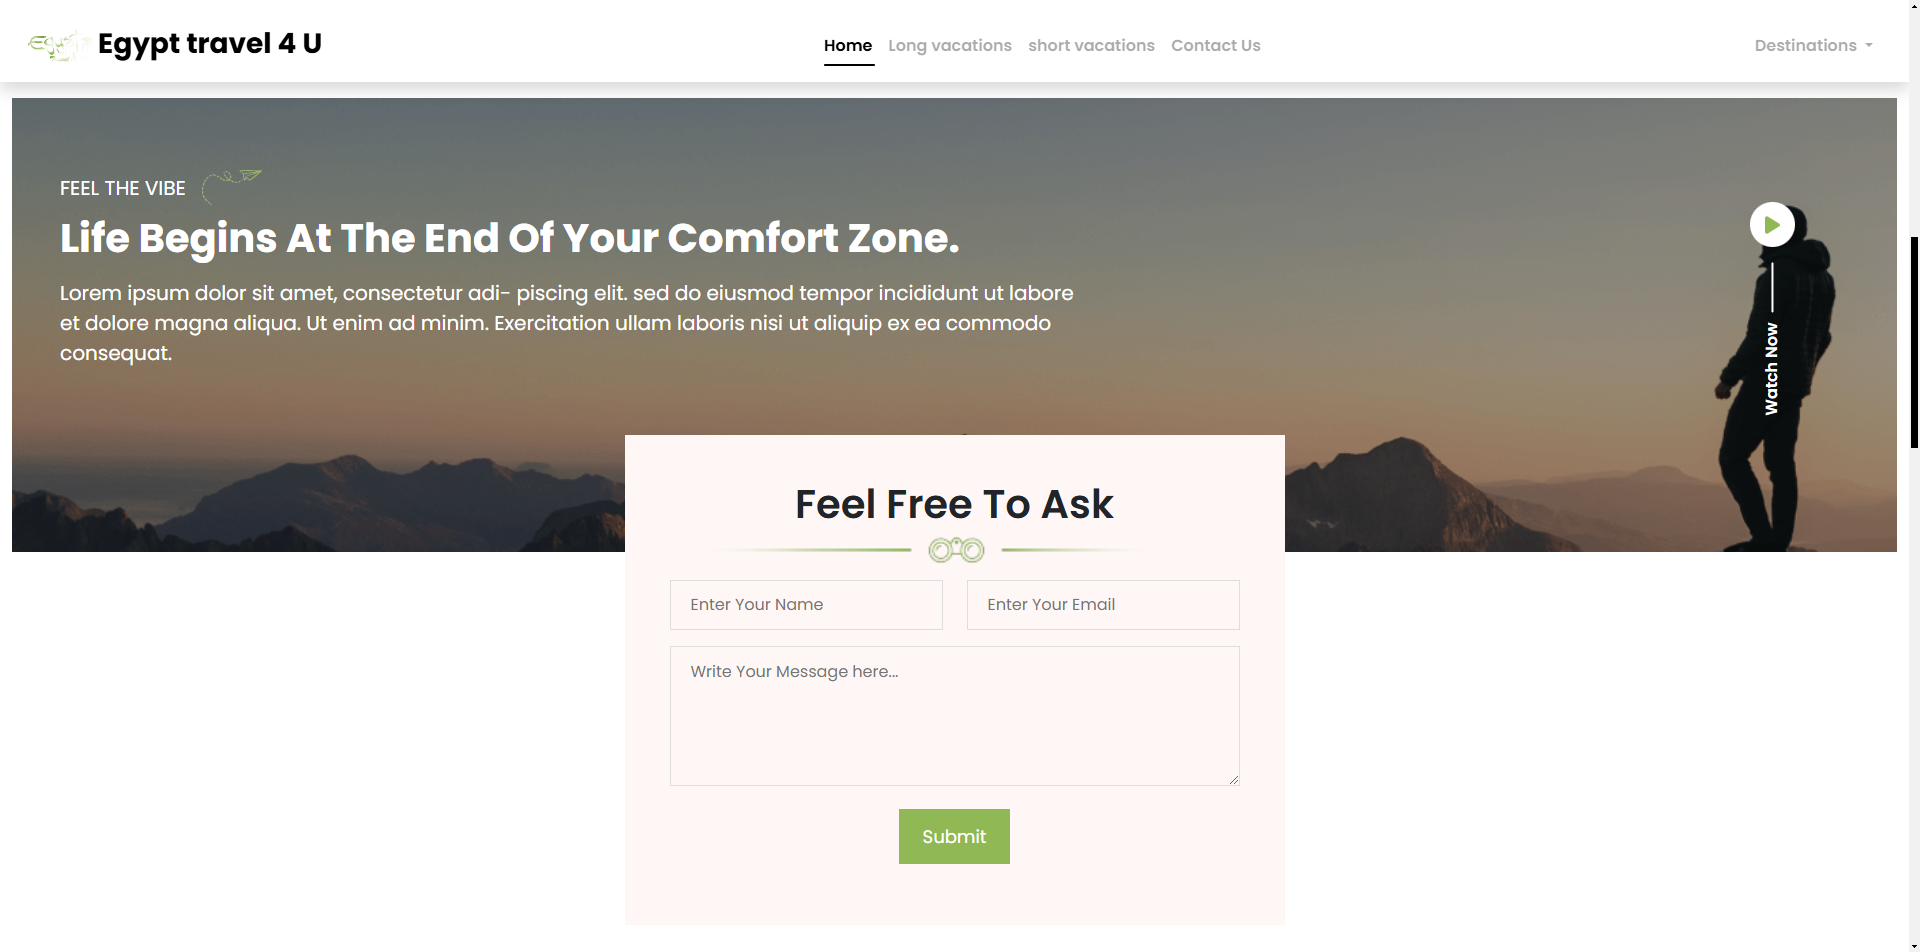 Egypt travel 4 U
Home Long vacations short vacations Contact Us
Destinations
FEEL THE VIBE
Life Begins At The End Of Your Comfort Zone.
Lorem ipsum dolor sit amet, consectetur adi- piscing elit. sed do eiusmod tempor incididunt ut labore
et dolore magna aliqua. Ut enim ad minim. Exercitation ullam laboris nisi ut aliquip ex ea commodo
consequat.
Watch Now
Feel Free To Ask
Enter Your Name
Enter Your Email
Write Your Message here...
Submit